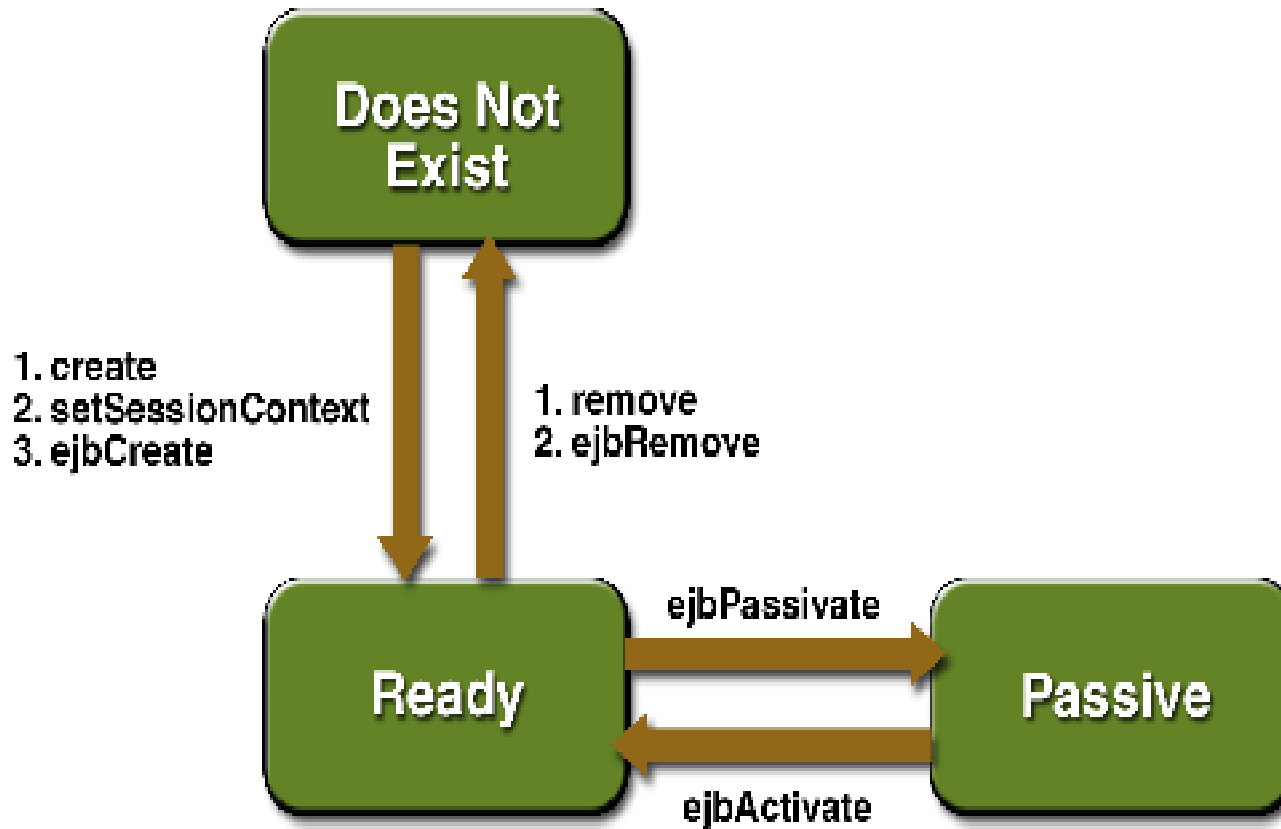 Does Not
Exist
1. create
2. setSessionContext
3. ejbCreate
1. remove
2. ejbRemove
ejbPassivate
Ready
Passive
ejbActivate